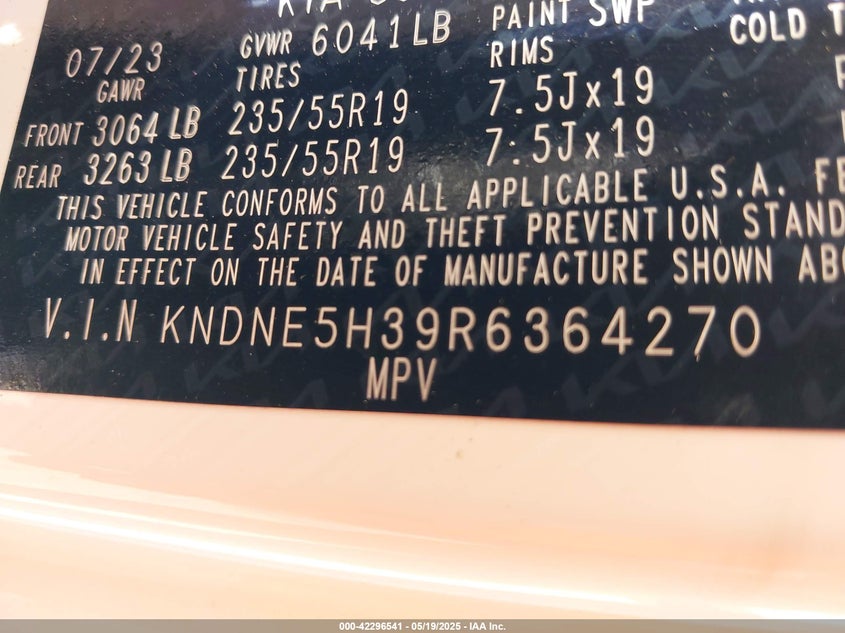 07/23 GVWR 6041LB PAINT SWP COLD
GAWR TIRES RIMS
FRONT 3064 LB 235/55R19 7.5Jx19
REAR 3263 LB 235/55R19 7.5Jx19
THIS VEHICLE CONFORMS TO ALL APPLICABLE U.S.A.
MOTOR VEHICLE SAFETY AND THEFT PREVENTION STAND
IN EFFECT ON THE DATE OF MANUFACTURE SHOWN
V.I.N KNDNE5H39R6364270
MPV
000-42296541 - 05/19/2025 - IAA Inc.